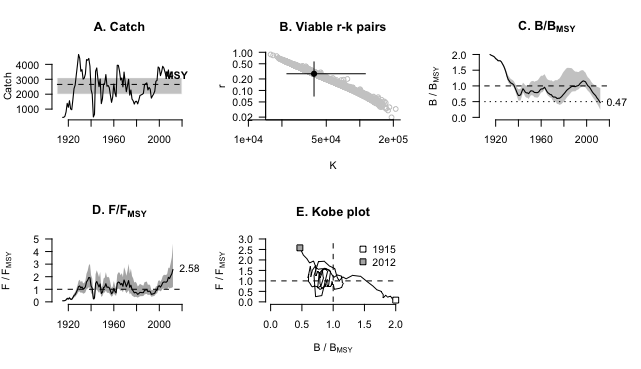 A. Catch
Catch
4000
3000
2000
1000
MSY
1920
1960
2000
B. Viable r-k pairs
r
1.00
0.50
0.20
0.10
0.05
0.02
1e+04
5e+04
2e+05
K
C. B/BMSY
B / BMSY
2.0
1.5
1.0
0.5
0.0
0.47
1920
1960
2000
D. F/FMSY
F / FMSY
5
4
3
2
1
0
2.58
1920
1960
2000
E. Kobe plot
F / FMSY
3.0
2.5
2.0
1.5
1.0
0.5
0.0
1915
2012
0.0
0.5
1.0
1.5
2.0
B / BMSY